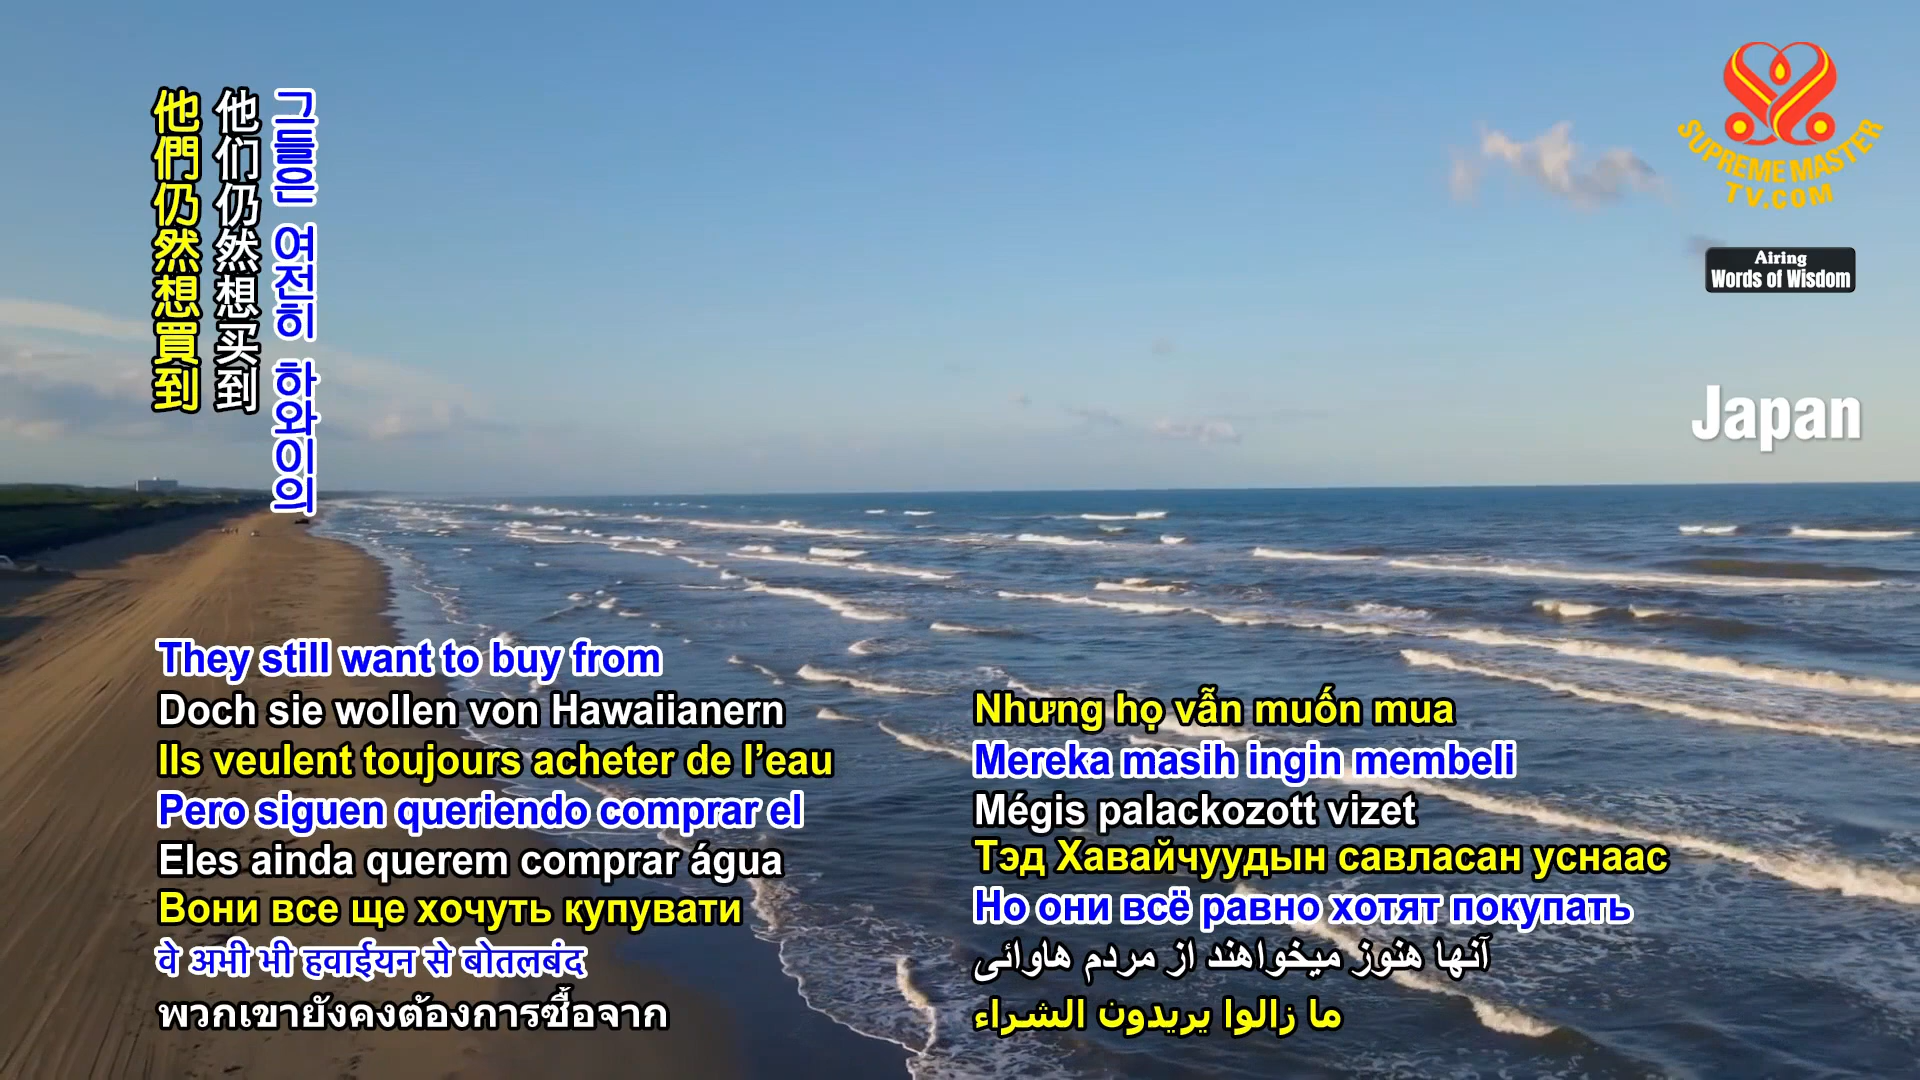 他們仍然想買到
他们仍然想买到
그들은 여전히 하와이의
SUPREME MASTER
TV.COM
Airing
Words of Wisdom
Japan
They still want to buy from
Doch sie wollen von Hawaiianern
Ils veulent toujours acheter de l’eau
Pero siguen queriendo comprar el
Eles ainda querem comprar água
Вони все ще хочуть купувати
वे अभी भी हवाईयन से बोतलबंद
พวกเขายังคงต้องการซื้อจาก
Nhưng họ vẫn muốn mua
Mereka masih ingin membeli
Mégis palackozott vizet
Тэд Хавайчуудын савласан уснаас
Но они всё равно хотят покупать
آنها هنوز میخواهند از مردم هاوائی
ما زالوا يريدون الشراء